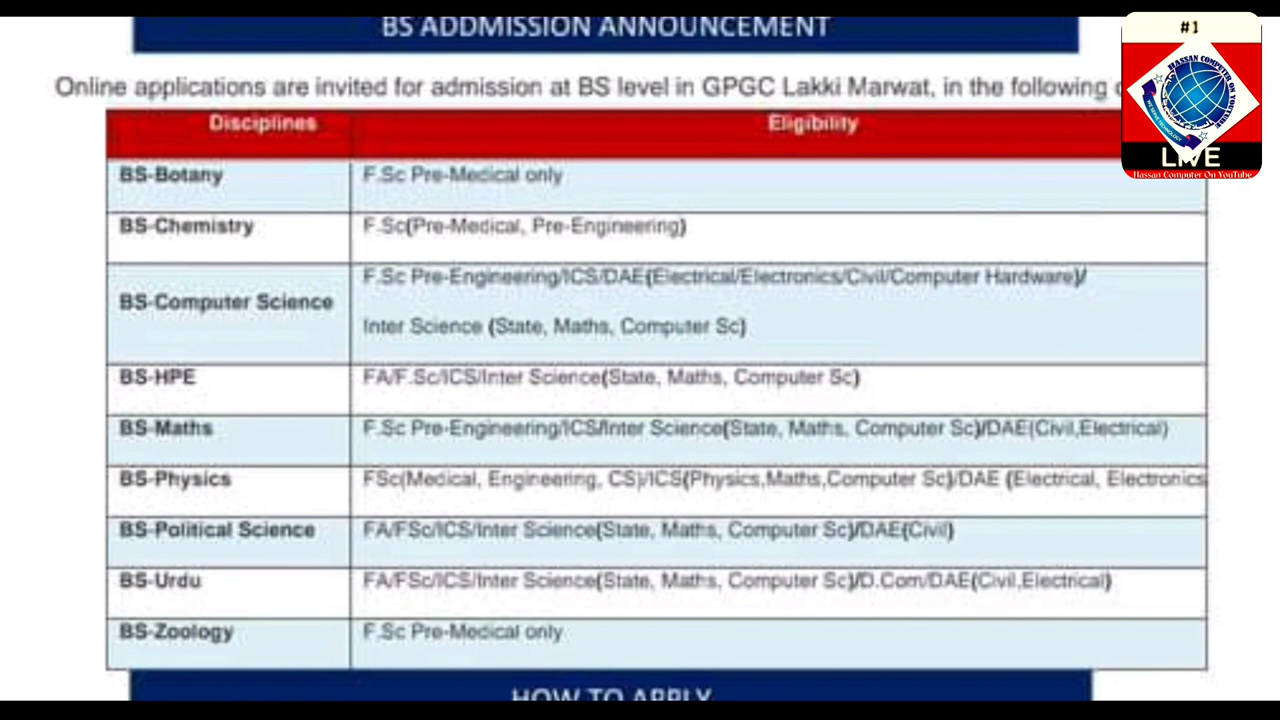 BS ADDMISSION ANNOUNCEMENT
#1
Online applications are invited for admission at BS level in GPGC Lakki Marwat, in the following
HASSAN COMPUTER ON YOUTUBE
LIVE
Hassan Computer On YouTube
Disciplines Eligibility
BS-Botany F.Sc Pre-Medical only
BS-Chemistry F.Sc(Pre-Medical, Pre-Engineering)
BS-Computer Science F.Sc Pre-Engineering/ICS/DAE(Electrical/Electronics/Civil/Computer Hardware)/
Inter Science (State, Maths, Computer Sc)
BS-HPE FA/F.Sc/ICS/Inter Science(State, Maths, Computer Sc)
BS-Maths F.Sc Pre-Engineering/ICS/Inter Science(State, Maths, Computer Sc)/DAE(Civil,Electrical)
BS-Physics FSc(Medical, Engineering, CS)/ICS(Physics,Maths,Computer Sc)/DAE (Electrical, Electronics
BS-Political Science FA/FSc/ICS/Inter Science(State, Maths, Computer Sc)/DAE(Civil)
BS-Urdu FA/FSc/ICS/Inter Science(State, Maths, Computer Sc)/D.Com/DAE(Civil,Electrical)
BS-Zoology F.Sc Pre-Medical only
HOW TO APPLY